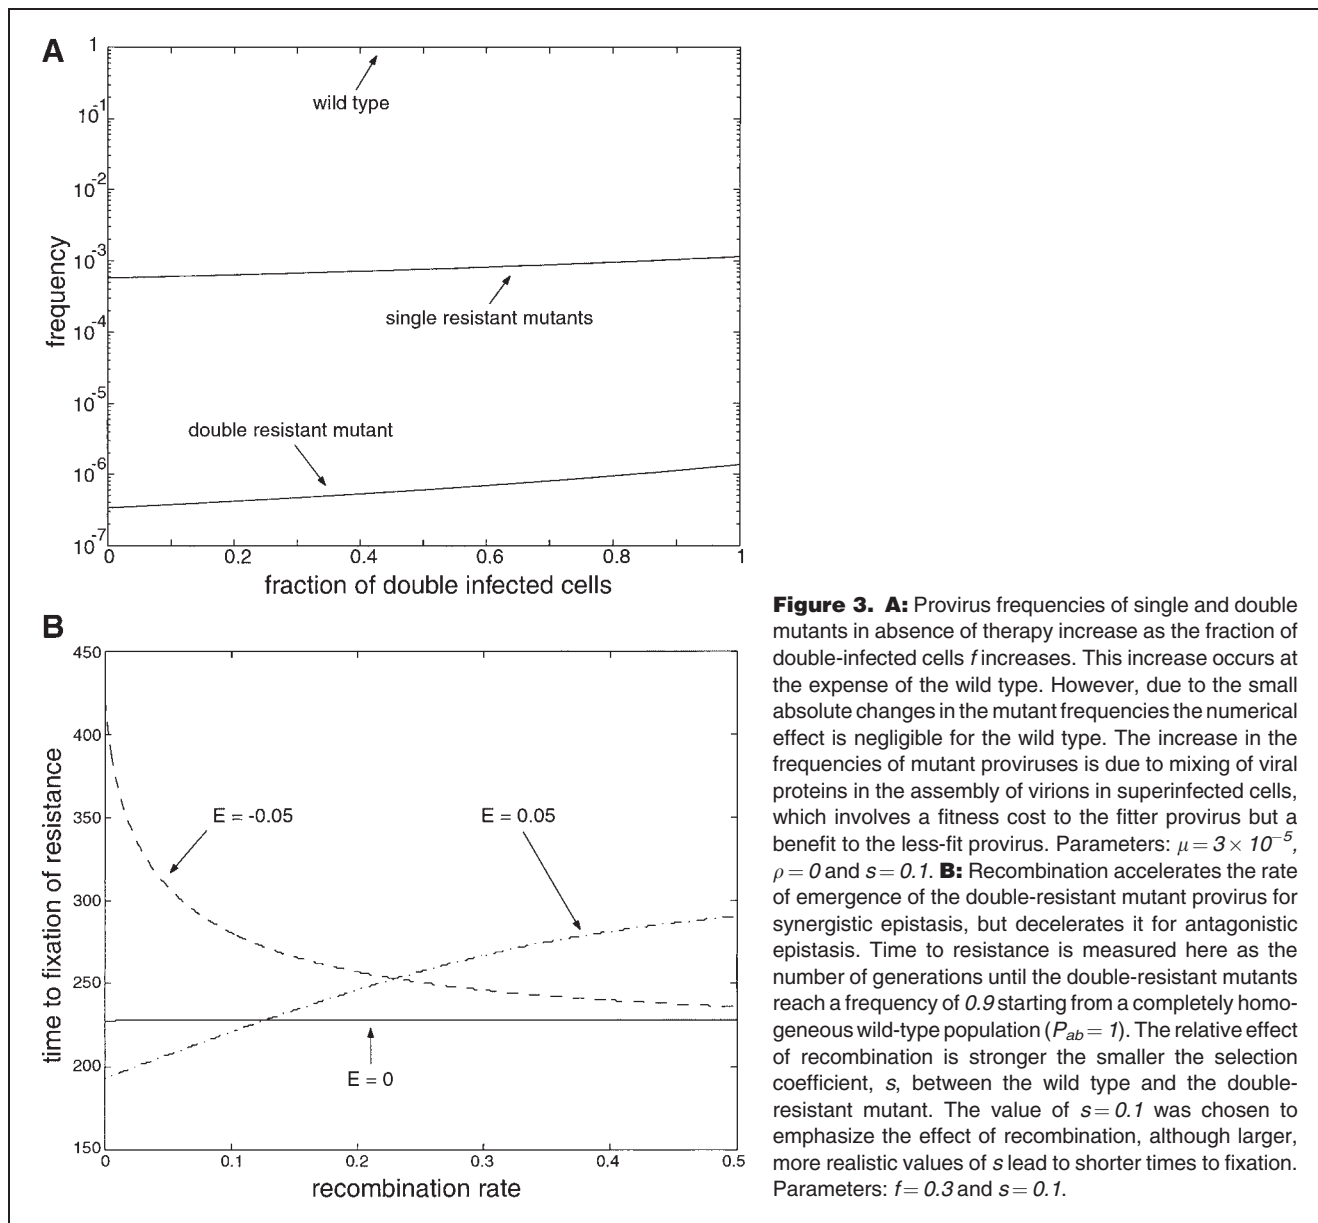 A
1
10^-1
10^-2
10^-3
10^-4
10^-5
10^-6
10^-7
frequency
wild type
single resistant mutants
double resistant mutant
0
0.2
0.4
0.6
0.8
1
fraction of double infected cells
B
450
400
350
300
250
200
150
time to fixation of resistance
E = -0.05
E = 0.05
E = 0
0
0.1
0.2
0.3
0.4
0.5
recombination rate
Figure 3. A: Provirus frequencies of single and double
mutants in absence of therapy increase as the fraction of
double-infected cells f increases. This increase occurs at
the expense of the wild type. However, due to the small
absolute changes in the mutant frequencies the numerical
effect is negligible for the wild type. The increase in the
frequencies of mutant proviruses is due to mixing of viral
proteins in the assembly of virions in superinfected cells,
which involves a fitness cost to the fitter provirus but a
benefit to the less-fit provirus. Parameters: μ = 3 × 10^−5,
ρ = 0 and s = 0.1. B: Recombination accelerates the rate
of emergence of the double-resistant mutant provirus for
synergistic epistasis, but decelerates it for antagonistic
epistasis. Time to resistance is measured here as the
number of generations until the double-resistant mutants
reach a frequency of 0.9 starting from a completely homo-
geneous wild-type population (P_ab = 1). The relative effect
of recombination is stronger the smaller the selection
coefficient, s, between the wild type and the double-
resistant mutant. The value of s = 0.1 was chosen to
emphasize the effect of recombination, although larger,
more realistic values of s lead to shorter times to fixation.
Parameters: f = 0.3 and s = 0.1.